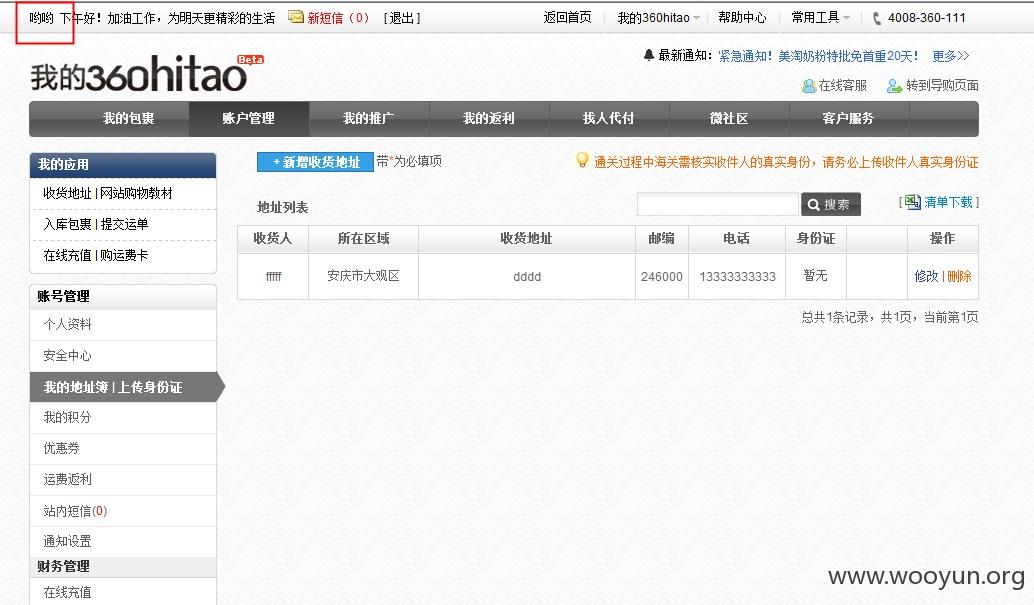 哟哟 下午好！加油工作，为明天更精彩的生活 新短信（0） [退出] 返回首页 我的360hitao 帮助中心 常用工具 4008-360-111
我的360hitao Beta
最新通知： 紧急通知！美淘奶粉特批免首重20天！ 更多>>
在线客服 转到导购页面
我的包裹 账户管理 我的推广 我的返利 找人代付 微社区 客户服务
我的应用
收货地址 | 网站购物教材
入库包裹 | 提交运单
在线充值 | 购运费卡
账号管理
个人资料
安全中心
我的地址簿 | 上传身份证
我的积分
优惠券
运费返利
站内短信(0)
通知设置
财务管理
在线充值
+ 新增收货地址 带*为必填项 通关过程中海关需核实收件人的真实身份，请务必上传收件人真实身份证
地址列表 搜索 [ 清单下载 ]
收货人 所在区域 收货地址 邮编 电话 身份证 操作
fffff 安庆市大观区 dddd 246000 13333333333 暂无 修改 | 删除
总共1条记录，共1页，当前第1页
www.wooyun.org